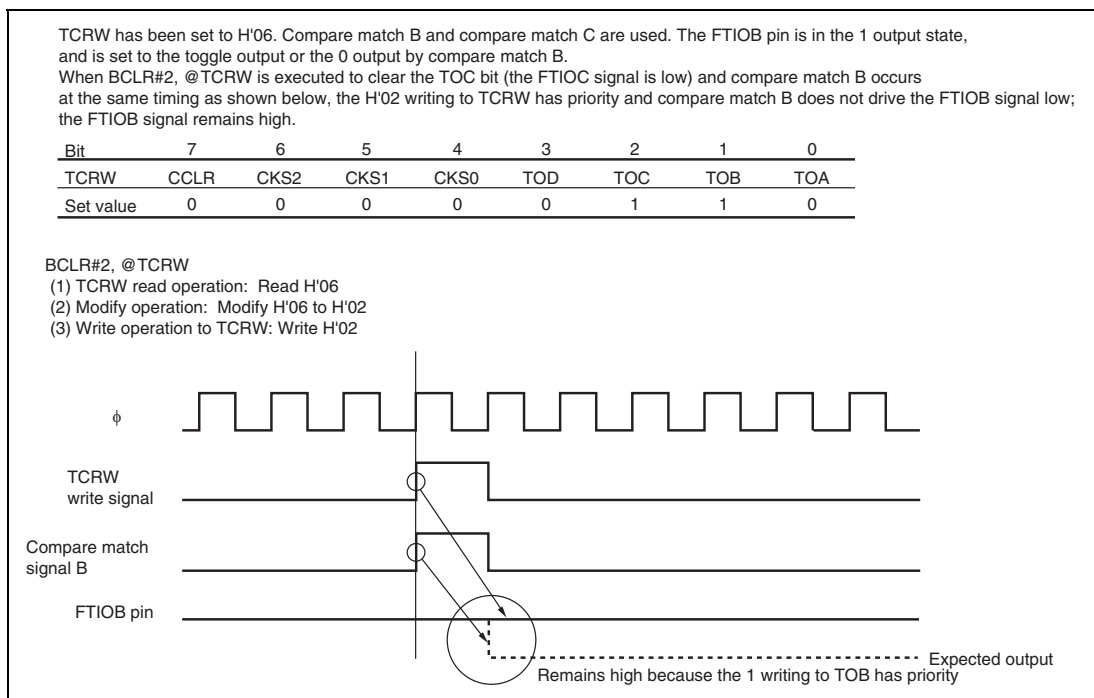 TCRW has been set to H'06. Compare match B and compare match C are used. The FTIOB pin is in the 1 output state,
and is set to the toggle output or the 0 output by compare match B.
When BCLR#2, @TCRW is executed to clear the TOC bit (the FTIOC signal is low) and compare match B occurs
at the same timing as shown below, the H'02 writing to TCRW has priority and compare match B does not drive the FTIOB signal low;
the FTIOB signal remains high.
Bit 7 6 5 4 3 2 1 0
TCRW CCLR CKS2 CKS1 CKS0 TOD TOC TOB TOA
Set value 0 0 0 0 0 1 1 0
BCLR#2, @TCRW
(1) TCRW read operation: Read H'06
(2) Modify operation: Modify H'06 to H'02
(3) Write operation to TCRW: Write H'02
ϕ
TCRW
write signal
Compare match
signal B
FTIOB pin
Expected output
Remains high because the 1 writing to TOB has priority